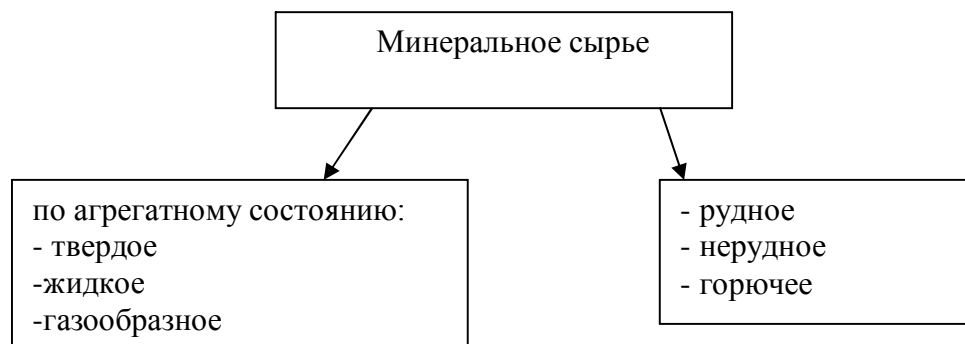 Минеральное сырье
по агрегатному состоянию:
- твердое
-жидкое
-газообразное
- рудное
- нерудное
- горючее